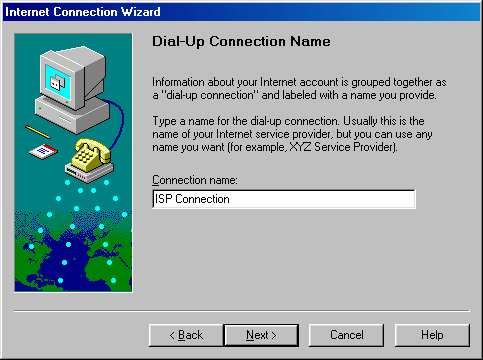 Internet Connection Wizard
Dial-Up Connection Name
Information about your Internet account is grouped together as
a "dial-up connection" and labeled with a name you provide.
Type a name for the dial-up connection. Usually this is the
name of your Internet service provider, but you can use any
name you want (for example, XYZ Service Provider).
Connection name:
ISP Connection
< Back
Next >
Cancel
Help